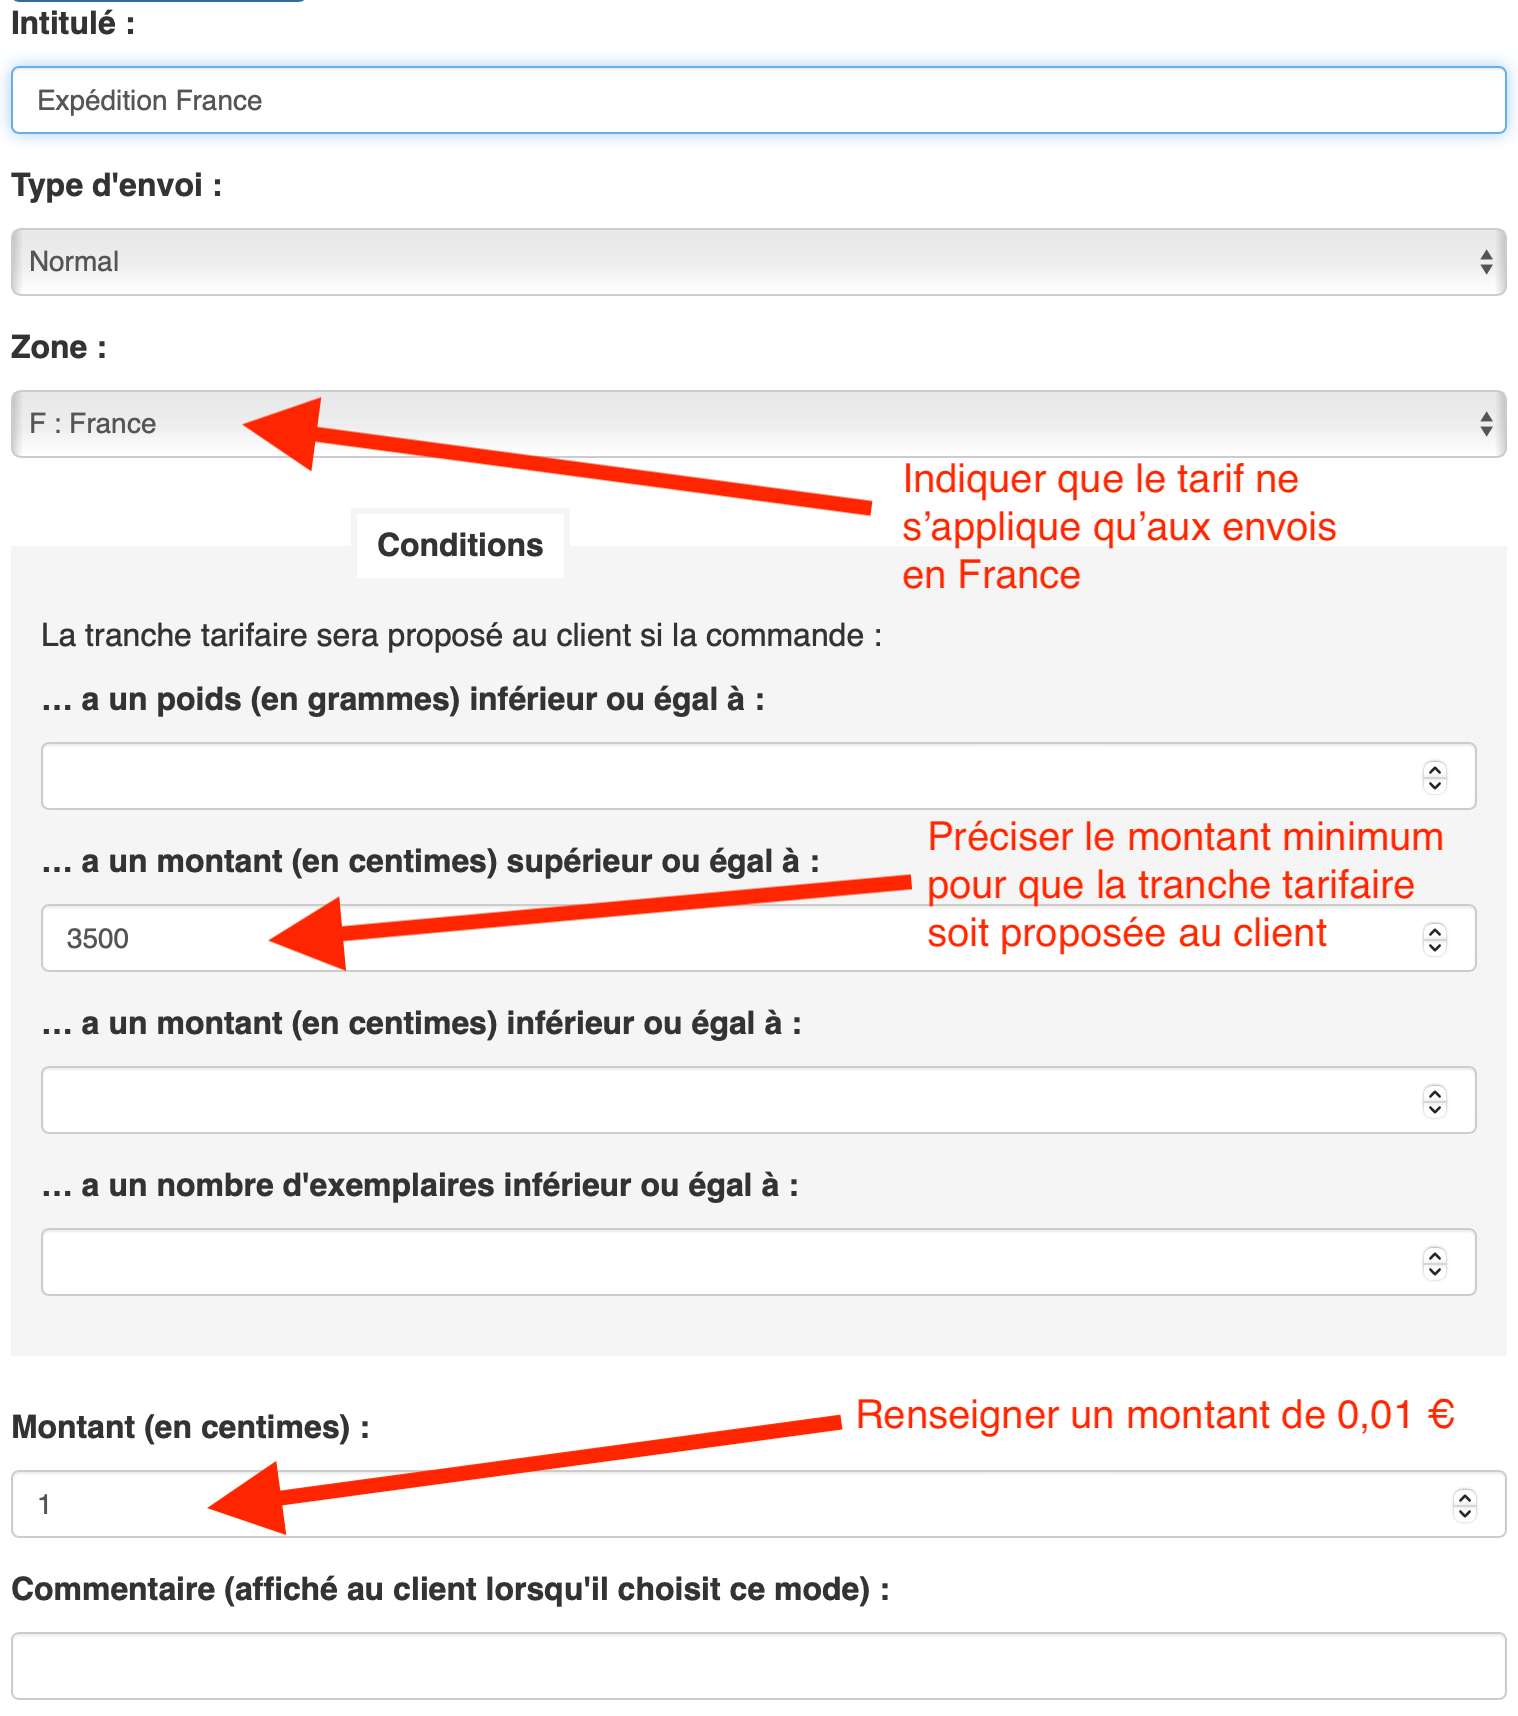 Intitulé :
Expédition France
Type d'envoi :
Normal
Zone :
F : France
Indiquer que le tarif ne
s’applique qu’aux envois
en France
Conditions
La tranche tarifaire sera proposé au client si la commande :
… a un poids (en grammes) inférieur ou égal à :
Préciser le montant minimum
pour que la tranche tarifaire
soit proposée au client
… a un montant (en centimes) supérieur ou égal à :
3500
… a un montant (en centimes) inférieur ou égal à :
… a un nombre d'exemplaires inférieur ou égal à :
Renseigner un montant de 0,01 €
Montant (en centimes) :
1
Commentaire (affiché au client lorsqu'il choisit ce mode) :